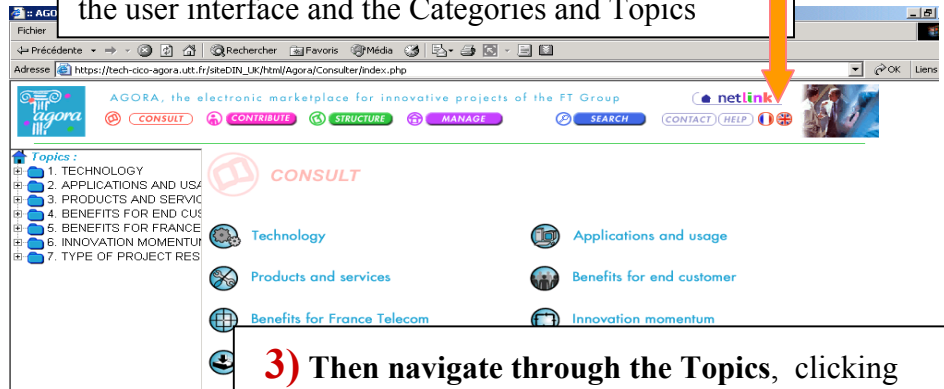 the user interface and the Categories and Topics
:: AGO
Fichier
Précédente Rechercher Favoris Média
Adresse https://tech-cico-agora.utt.fr/siteDIN_UK/html/Agora/Consulter/index.php OK Liens
AGORA, the electronic marketplace for innovative projects of the FT Group netlink
agora CONSULT CONTRIBUTE STRUCTURE MANAGE SEARCH CONTACT HELP
Topics :
1. TECHNOLOGY
2. APPLICATIONS AND USA
3. PRODUCTS AND SERVIC
4. BENEFITS FOR END CUS
5. BENEFITS FOR FRANCE
6. INNOVATION MOMENTU
7. TYPE OF PROJECT RES
CONSULT
Technology Applications and usage
Products and services Benefits for end customer
Benefits for France Telecom Innovation momentum
3) Then navigate through the Topics, clicking